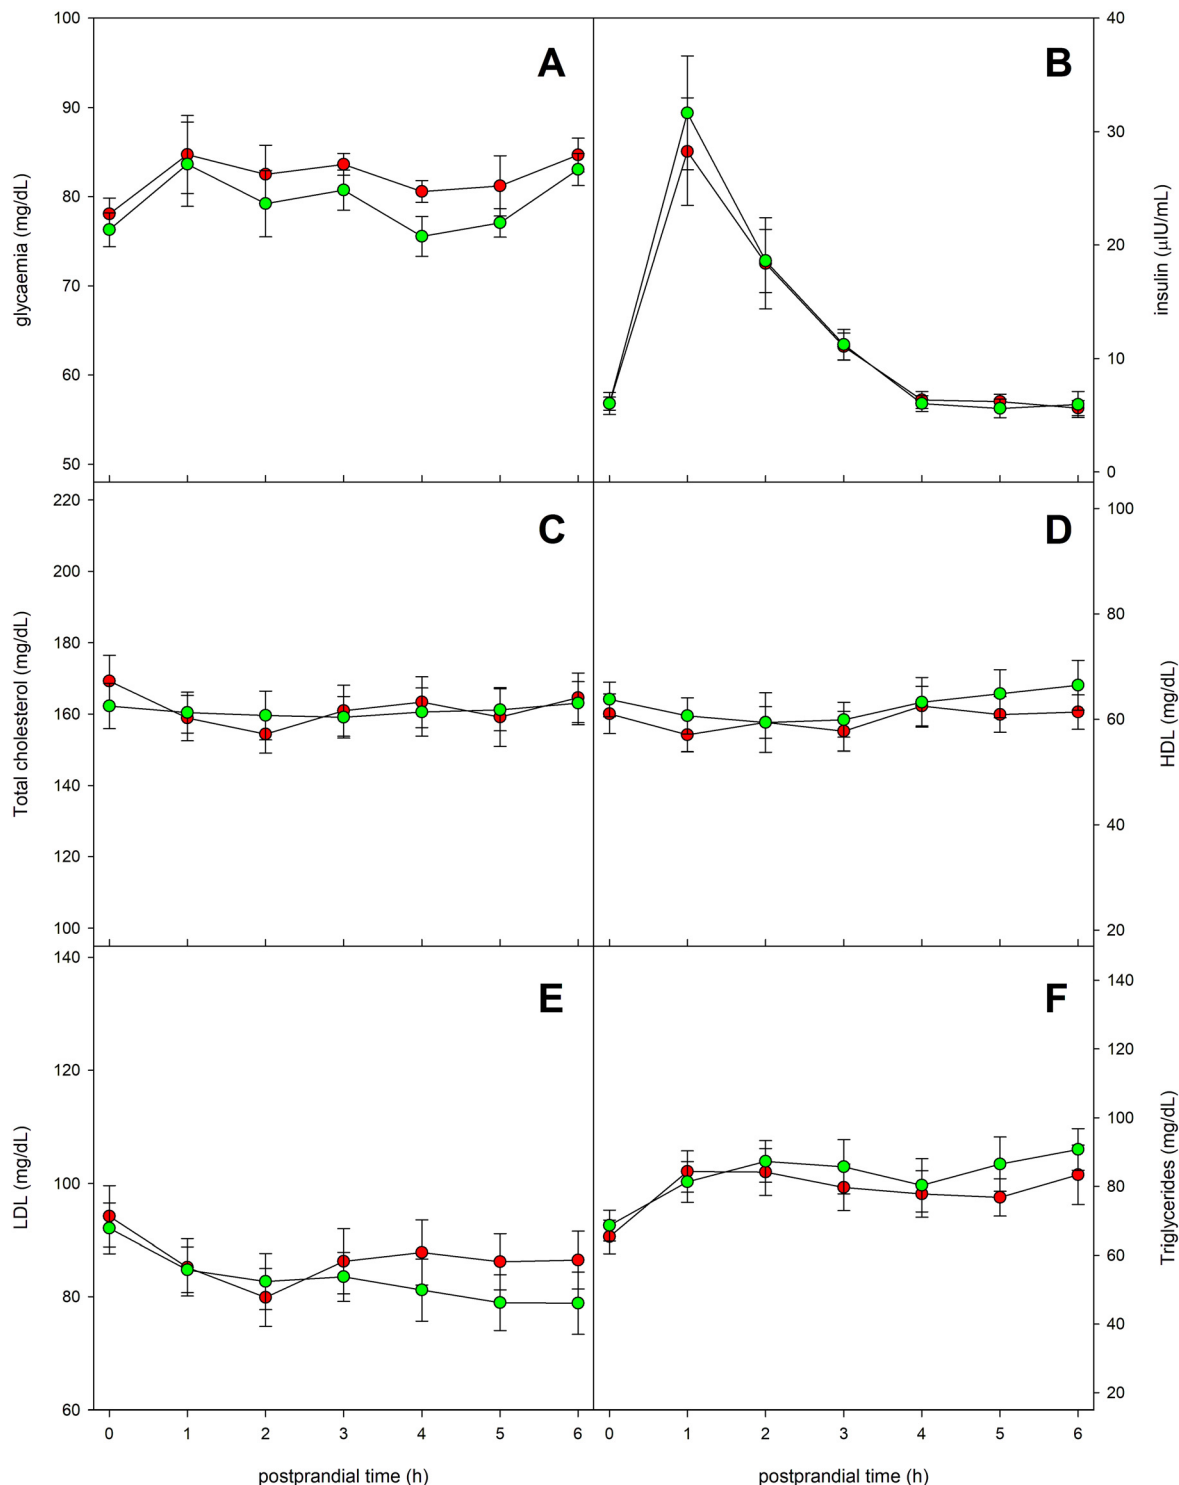 A
glycaemia (mg/dL)
100
90
80
70
60
50
B
insulin (µIU/mL)
40
30
20
10
0
C
Total cholesterol (mg/dL)
220
200
180
160
140
120
100
D
HDL (mg/dL)
100
80
60
40
20
E
LDL (mg/dL)
140
120
100
80
60
F
Triglycerides (mg/dL)
140
120
100
80
60
40
20
0 1 2 3 4 5 6
0 1 2 3 4 5 6
postprandial time (h)
postprandial time (h)